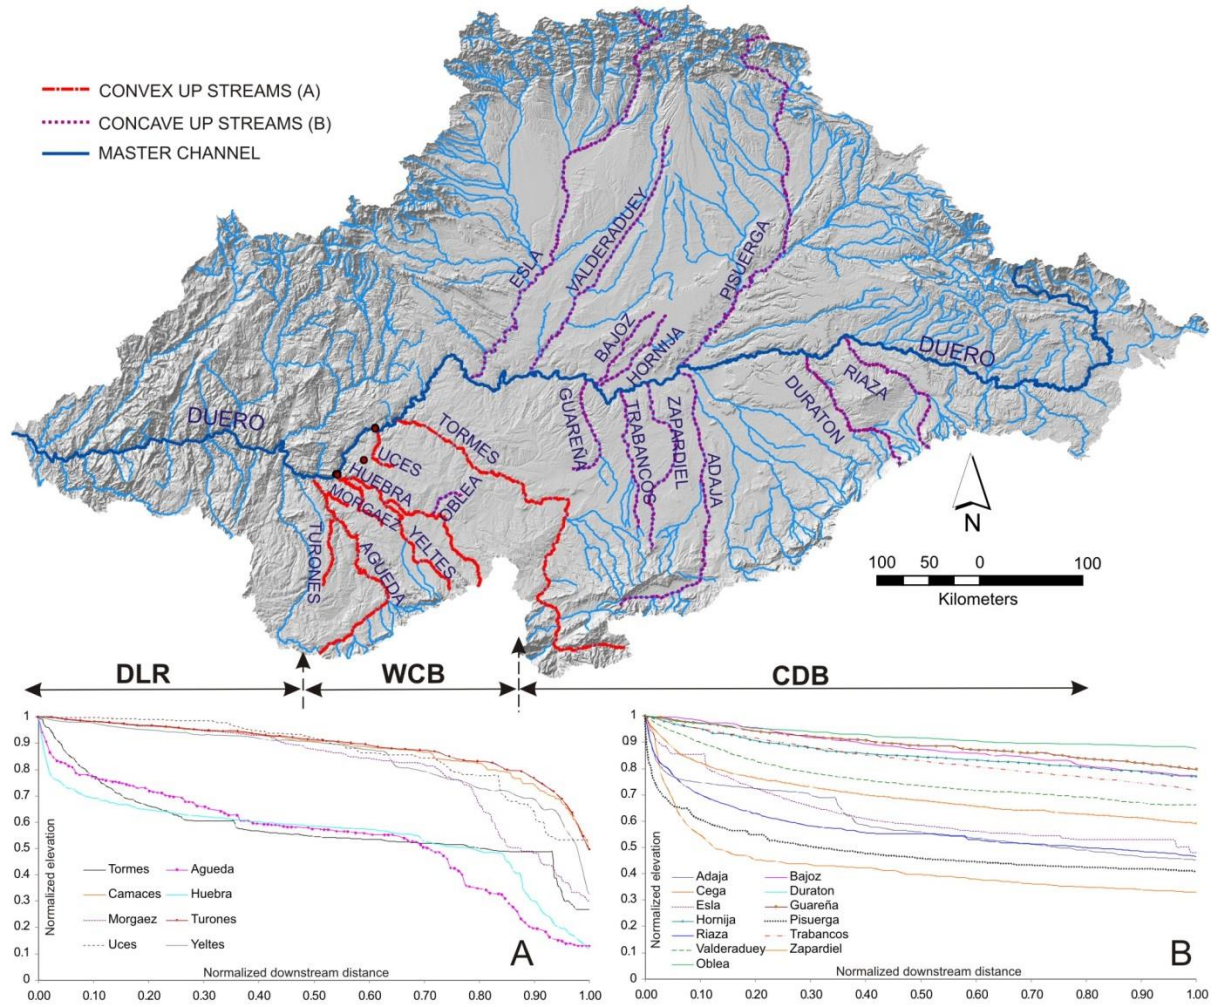 CONVEX UP STREAMS (A)
CONCAVE UP STREAMS (B)
MASTER CHANNEL
ESLA
VALDERADUEY
PISUERGA
BAJOZ
HORNIJA
DUERO
DUERO
RIAZA
DURATON
GUAREÑA
TRABANCOS
ZAPARDIEL
ADAJA
TORMES
UCES
HUEBRA
OBLEA
MORGAEZ
YELTES
TURONES
AGUEDA
N
100 50 0 100
Kilometers
DLR
WCB
CDB
1
0.9
0.8
0.7
0.6
0.5
0.4
0.3
0.2
0.1
0
Normalized elevation
Tormes
Agueda
Camaces
Huebra
Morgaez
Turones
Uces
Yeltes
A
Normalized downstream distance
0.00 0.10 0.20 0.30 0.40 0.50 0.60 0.70 0.80 0.90 1.00
1
0.9
0.8
0.7
0.6
0.5
0.4
0.3
0.2
0.1
0
Normalized elevation
Adaja
Bajoz
Cega
Duraton
Esla
Guareña
Hornija
Pisuerga
Riaza
Trabancos
Valderaduey
Zapardiel
Oblea
B
Normalized downstream distance
0.00 0.10 0.20 0.30 0.40 0.50 0.60 0.70 0.80 0.90 1.00